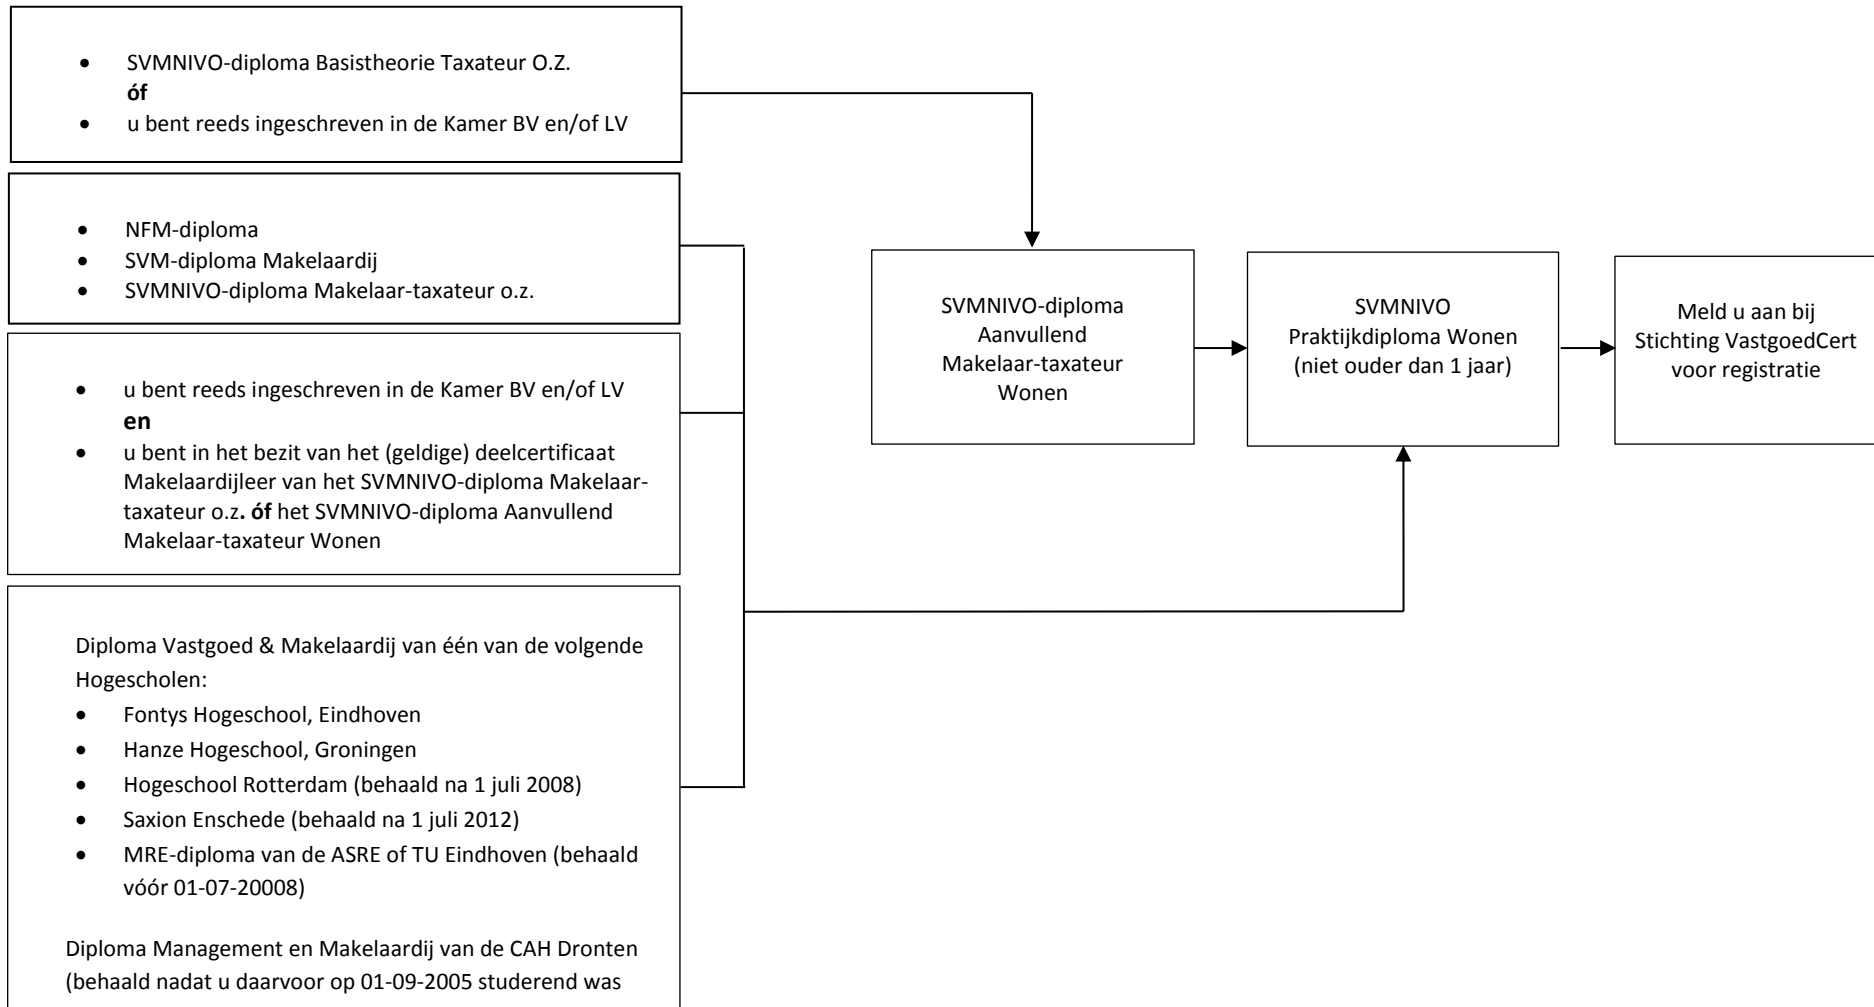 • SVMNIVO-diploma Basistheorie Taxateur O.Z.
óf
• u bent reeds ingeschreven in de Kamer BV en/of LV
• NFM-diploma
• SVM-diploma Makelaardij
• SVMNIVO-diploma Makelaar-taxateur o.z.
• u bent reeds ingeschreven in de Kamer BV en/of LV
en
• u bent in het bezit van het (geldige) deelcertificaat
Makelaardijleer van het SVMNIVO-diploma Makelaar-
taxateur o.z. óf het SVMNIVO-diploma Aanvullend
Makelaar-taxateur Wonen
Diploma Vastgoed & Makelaardij van één van de volgende
Hogescholen:
• Fontys Hogeschool, Eindhoven
• Hanze Hogeschool, Groningen
• Hogeschool Rotterdam (behaald na 1 juli 2008)
• Saxion Enschede (behaald na 1 juli 2012)
• MRE-diploma van de ASRE of TU Eindhoven (behaald
vóór 01-07-20008)
Diploma Management en Makelaardij van de CAH Dronten
(behaald nadat u daarvoor op 01-09-2005 studerend was
SVMNIVO-diploma
Aanvullend
Makelaar-taxateur
Wonen
SVMNIVO
Praktijkdiploma Wonen
(niet ouder dan 1 jaar)
Meld u aan bij
Stichting VastgoedCert
voor registratie